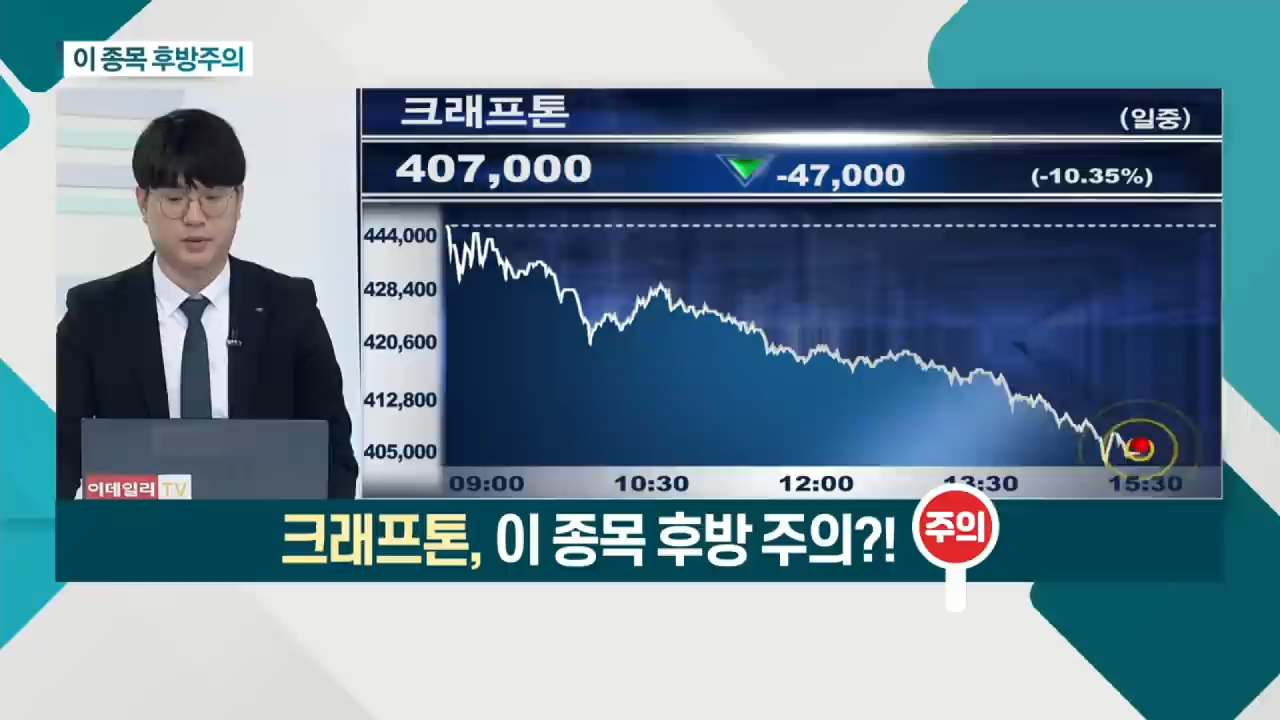 이 종목 후방주의
크래프톤
(일중)
407,000
-47,000
(-10.35%)
444,000
428,400
420,600
412,800
405,000
09:00 10:30 12:00 13:30 15:30
이데일리 TV
크래프톤, 이 종목 후방 주의?!
주의